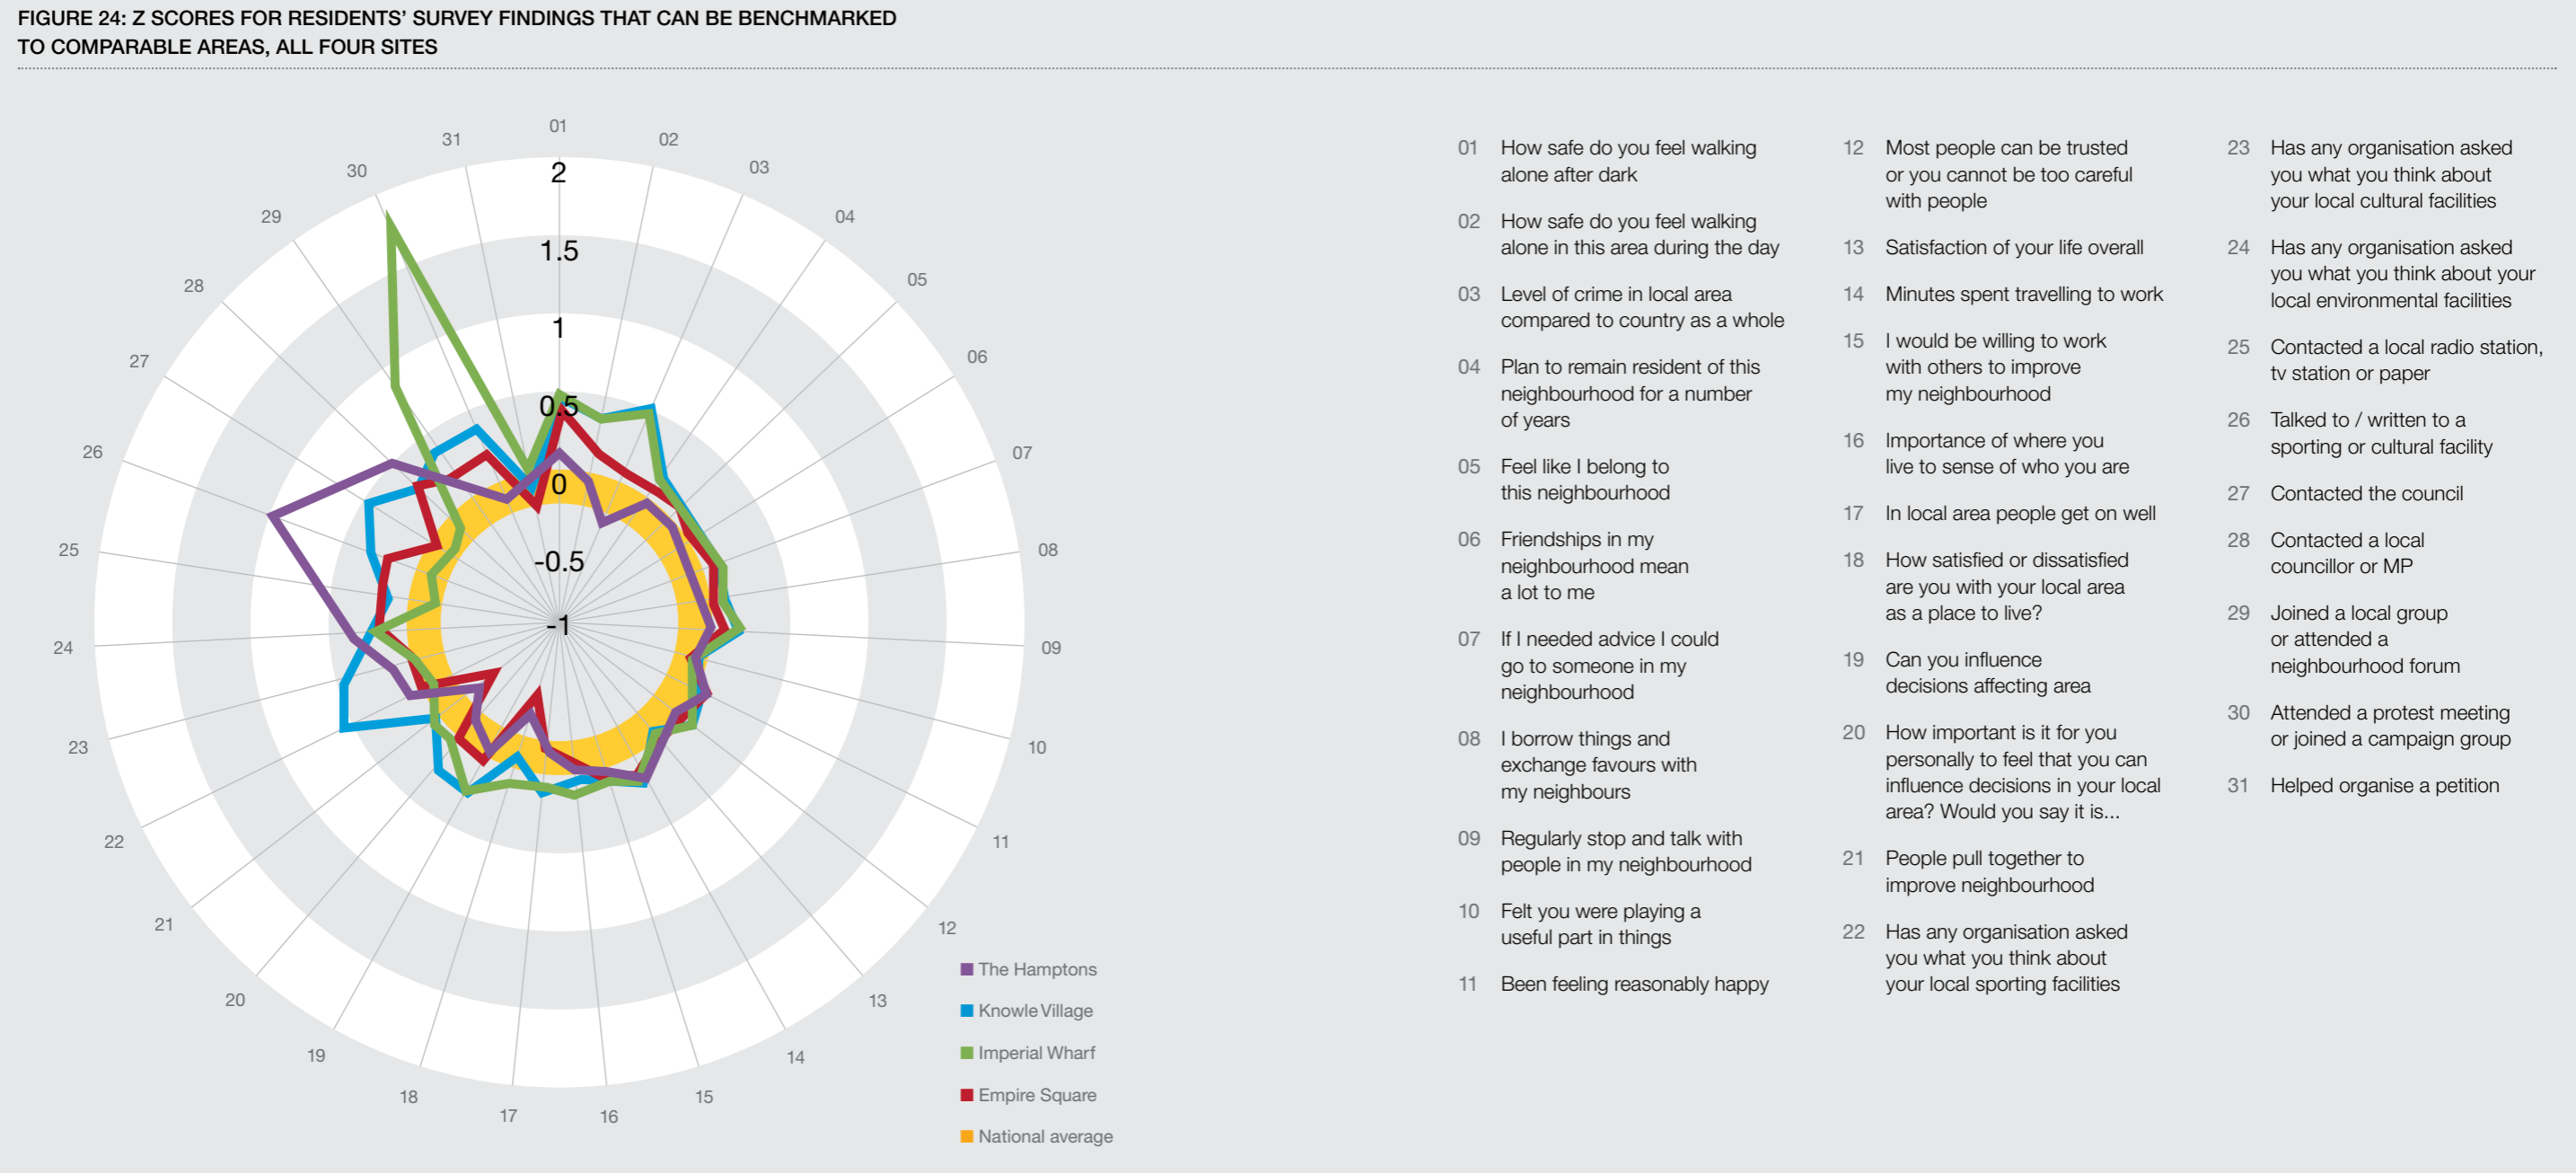 FIGURE 24: Z SCORES FOR RESIDENTS’ SURVEY FINDINGS THAT CAN BE BENCHMARKED
TO COMPARABLE AREAS, ALL FOUR SITES
01
02
03
04
05
06
07
08
09
10
11
12
13
14
15
16
17
18
19
20
21
22
23
24
25
26
27
28
29
30
31
2
1.5
1
0.5
0
-0.5
-1
The Hamptons
Knowle Village
Imperial Wharf
Empire Square
National average
01 How safe do you feel walking
alone after dark
02 How safe do you feel walking
alone in this area during the day
03 Level of crime in local area
compared to country as a whole
04 Plan to remain resident of this
neighbourhood for a number
of years
05 Feel like I belong to
this neighbourhood
06 Friendships in my
neighbourhood mean
a lot to me
07 If I needed advice I could
go to someone in my
neighbourhood
08 I borrow things and
exchange favours with
my neighbours
09 Regularly stop and talk with
people in my neighbourhood
10 Felt you were playing a
useful part in things
11 Been feeling reasonably happy
12 Most people can be trusted
or you cannot be too careful
with people
13 Satisfaction of your life overall
14 Minutes spent travelling to work
15 I would be willing to work
with others to improve
my neighbourhood
16 Importance of where you
live to sense of who you are
17 In local area people get on well
18 How satisfied or dissatisfied
are you with your local area
as a place to live?
19 Can you influence
decisions affecting area
20 How important is it for you
personally to feel that you can
influence decisions in your local
area? Would you say it is...
21 People pull together to
improve neighbourhood
22 Has any organisation asked
you what you think about
your local sporting facilities
23 Has any organisation asked
you what you think about
your local cultural facilities
24 Has any organisation asked
you what you think about your
local environmental facilities
25 Contacted a local radio station,
tv station or paper
26 Talked to / written to a
sporting or cultural facility
27 Contacted the council
28 Contacted a local
councillor or MP
29 Joined a local group
or attended a
neighbourhood forum
30 Attended a protest meeting
or joined a campaign group
31 Helped organise a petition